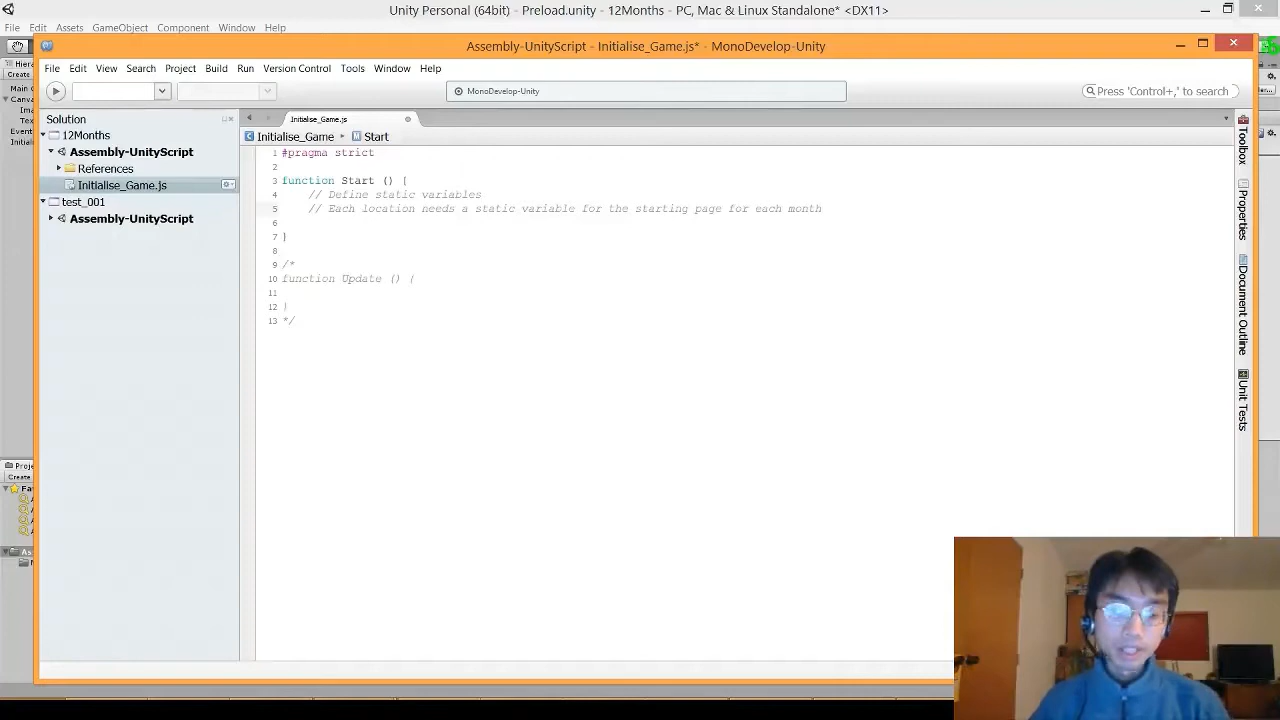 Unity Personal (64bit) - Preload.unity - 12Months - PC, Mac & Linux Standalone* <DX11>
File Edit Assets GameObject Component Window Help
Assembly-UnityScript - Initialise_Game.js* - MonoDevelop-Unity
File Edit View Search Project Build Run Version Control Tools Window Help
MonoDevelop-Unity
Press 'Control+,' to search
Create
Main
Solution
Initialise_Game.js
12Months
Initialise_Game Start
Assembly-UnityScript
References
Initialise_Game.js
test_001
Assembly-UnityScript
1 #pragma strict
2
3 function Start () {
4 // Define static variables
5 // Each location needs a static variable for the starting page for each month
6
7 }
8
9 /*
10 function Update () {
11
12 }
13 */
Toolbox
Properties
Document Outline
Unit Tests
Create